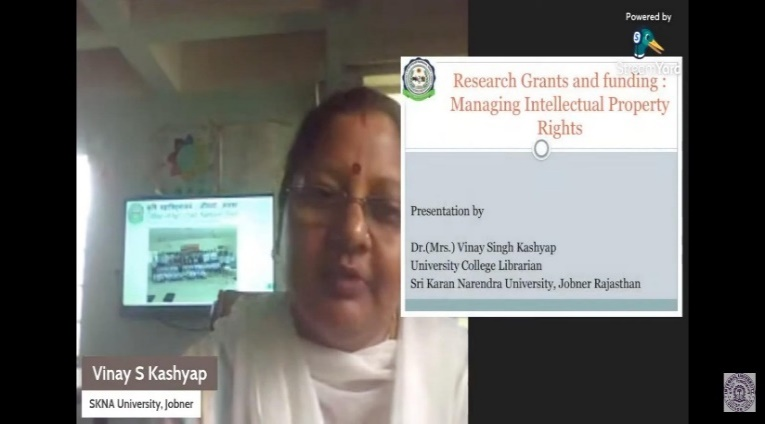 Powered by
StreamYard
Research Grants and funding :
Managing Intellectual Property
Rights
Presentation by
Dr.(Mrs.) Vinay Singh Kashyap
University College Librarian
Sri Karan Narendra University, Jobner Rajasthan
Vinay S Kashyap
SKNA University, Jobner